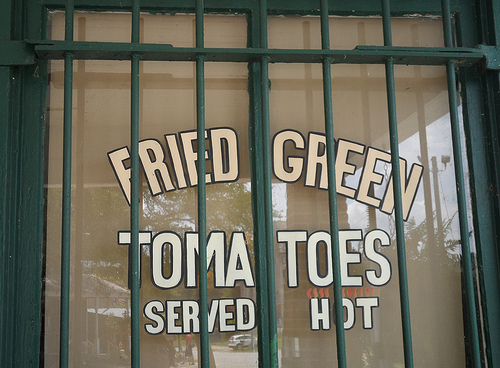 FRIED GREEN
TOMATOES
SERVED HOT